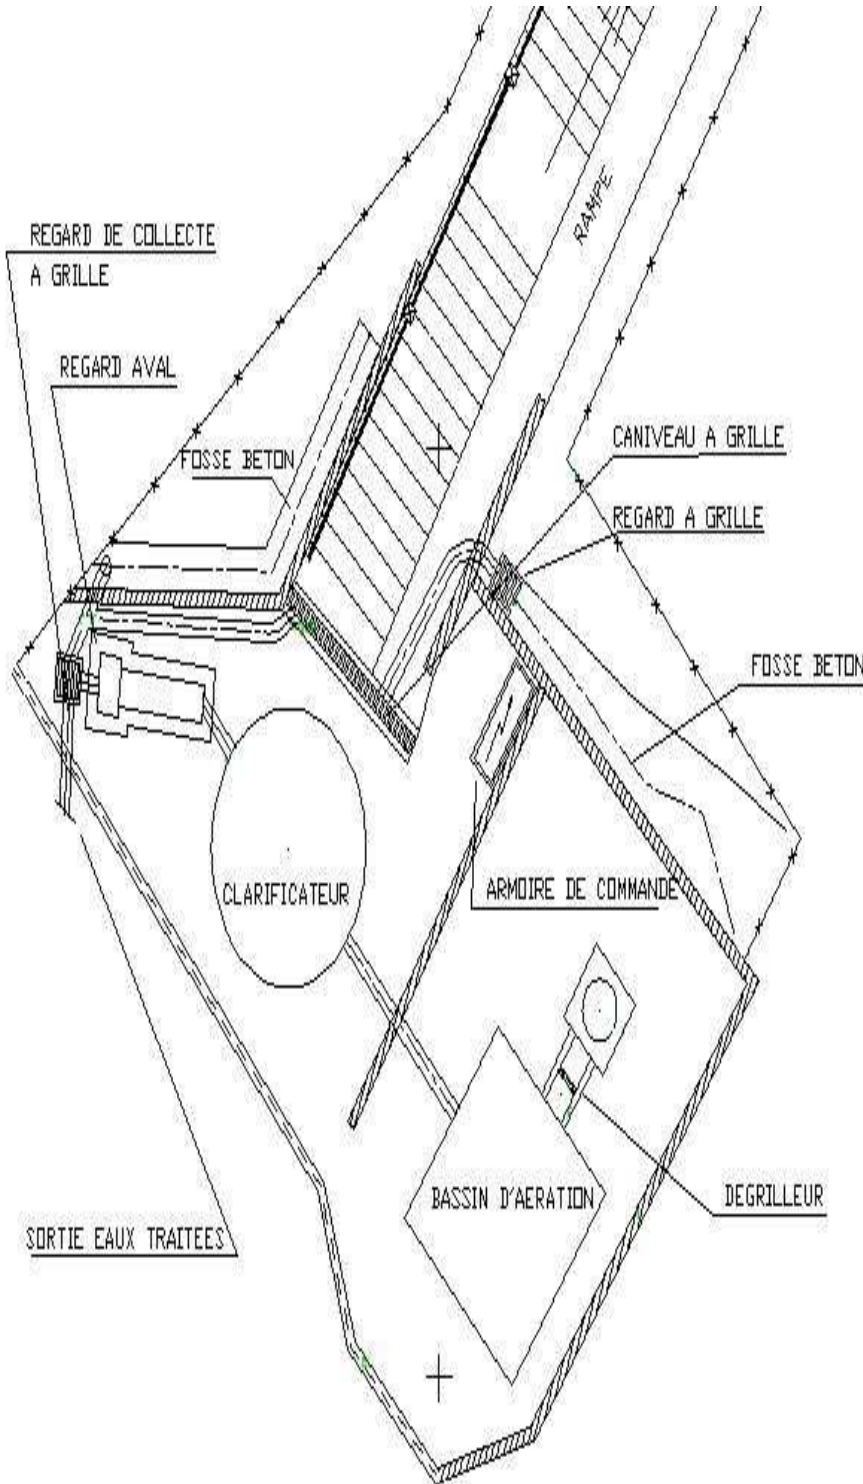 RAMPE
REGARD DE COLLECTE
A GRILLE
REGARD AVAL
CANIVEAU A GRILLE
FOSSE BETON
REGARD A GRILLE
FOSSE BETON
CLARIFICATEUR
ARMOIRE DE COMMANDE
BASSIN D'AERATION
DEGRILLEUR
SORTIE EAUX TRAITEES